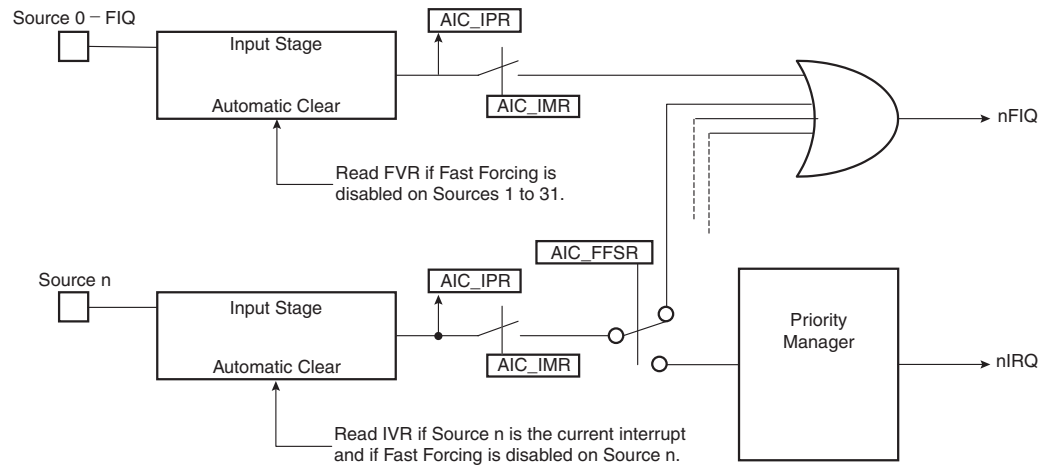 Source 0 – FIQ
AIC_IPR
Input Stage
Automatic Clear
AIC_IMR
nFIQ
Read FVR if Fast Forcing is
disabled on Sources 1 to 31.
AIC_FFSR
Source n
AIC_IPR
Input Stage
Priority
Manager
Automatic Clear
AIC_IMR
nIRQ
Read IVR if Source n is the current interrupt
and if Fast Forcing is disabled on Source n.